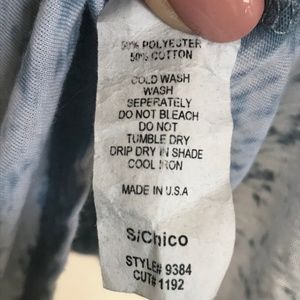 50% POLYESTER
50% COTTON
COLD WASH
WASH
SEPERATELY
DO NOT BLEACH
DO NOT
TUMBLE DRY
DRIP DRY IN SHADE
COOL IRON
MADE IN U.S.A
S/Chico
STYLE# 9384
CUT# 1192